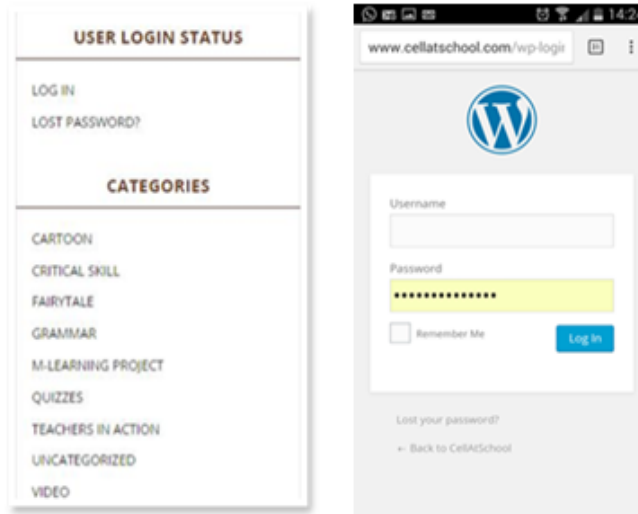 USER LOGIN STATUS
LOG IN
LOST PASSWORD?
CATEGORIES
CARTOON
CRITICAL SKILL
FAIRYTALE
GRAMMAR
M-LEARNING PROJECT
QUIZZES
TEACHERS IN ACTION
UNCATEGORIZED
VIDEO
14:2
www.cellatschool.com/wp-login
Username
Password
••••••••••••••
Remember Me
Log In
Lost your password?
← Back to CellAtSchool